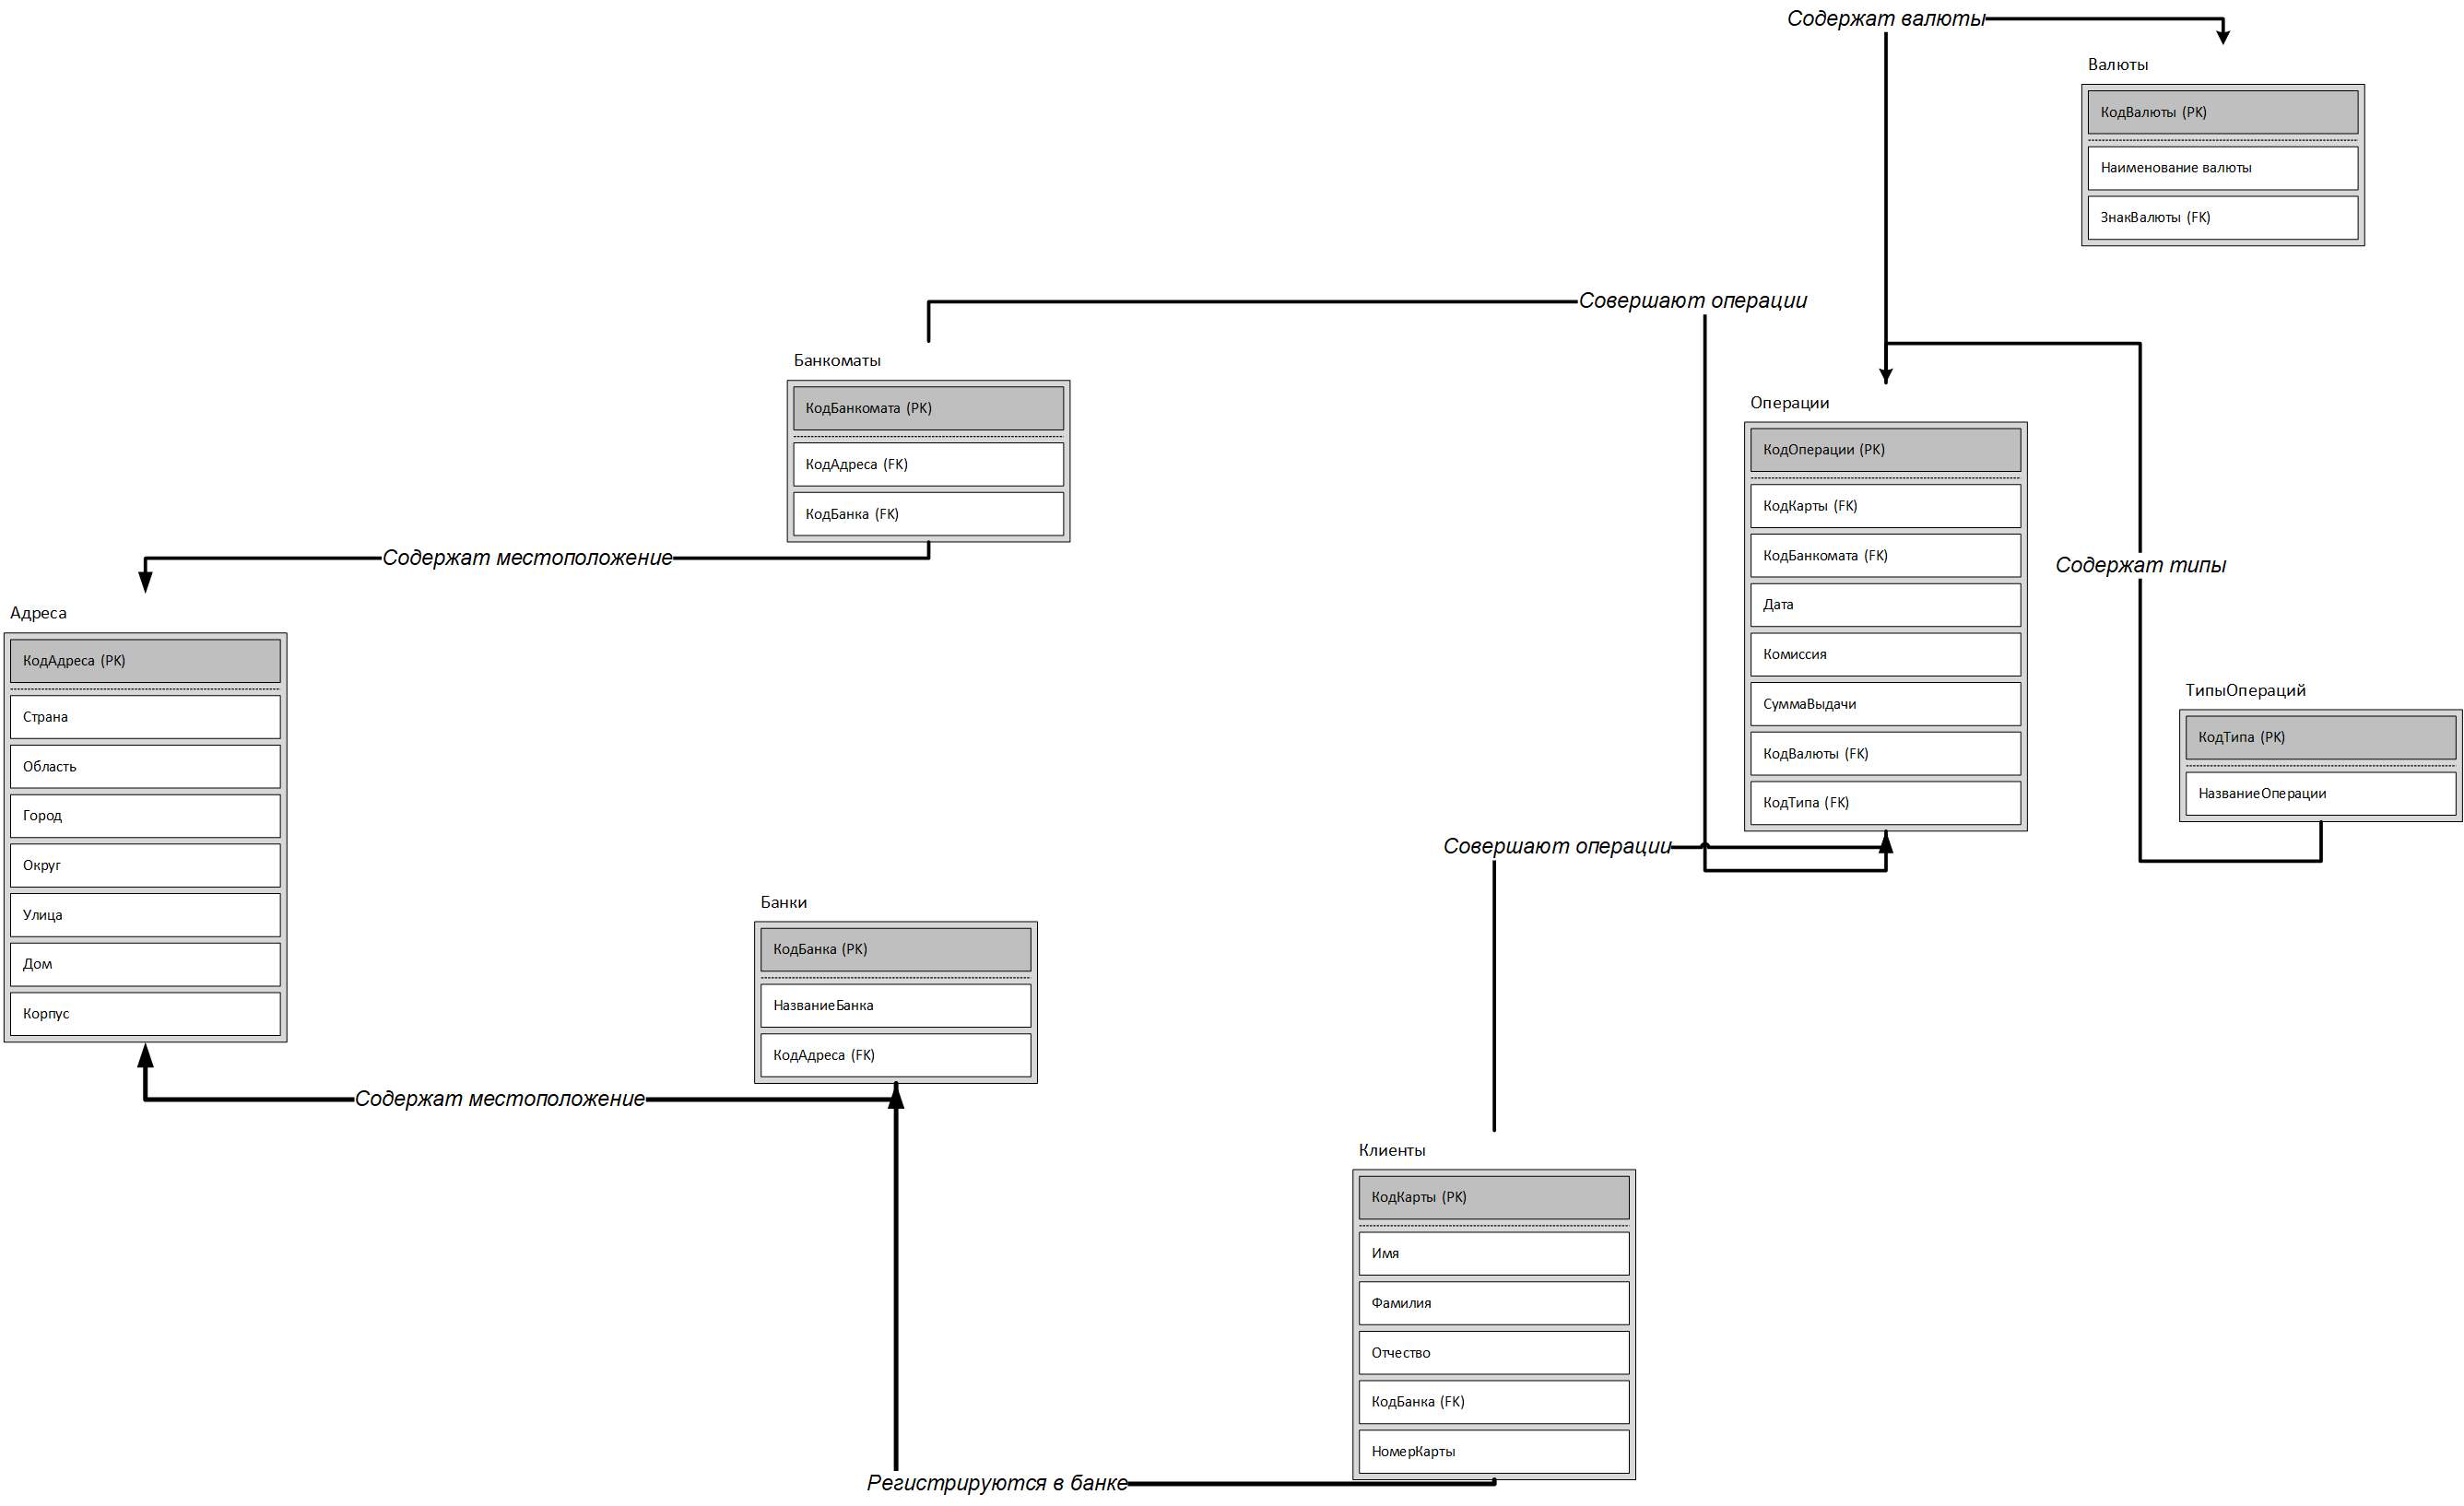 Содержат валюты
Валюты
КодВалюты (PK)
Наименование валюты
ЗнакВалюты (FK)
Совершают операции
Банкоматы
КодБанкомата (PK)
КодАдреса (FK)
КодБанка (FK)
Операции
КодОперации (PK)
КодКарты (FK)
КодБанкомата (FK)
Дата
Комиссия
СуммаВыдачи
КодВалюты (FK)
КодТипа (FK)
Содержат местоположение
Содержат типы
Адреса
КодАдреса (PK)
Страна
Область
Город
Округ
Улица
Дом
Корпус
ТипыОпераций
КодТипа (PK)
НазваниеОперации
Совершают операции
Банки
КодБанка (PK)
НазваниеБанка
КодАдреса (FK)
Содержат местоположение
Клиенты
КодКарты (PK)
Имя
Фамилия
Отчество
КодБанка (FK)
НомерКарты
Регистрируются в банке